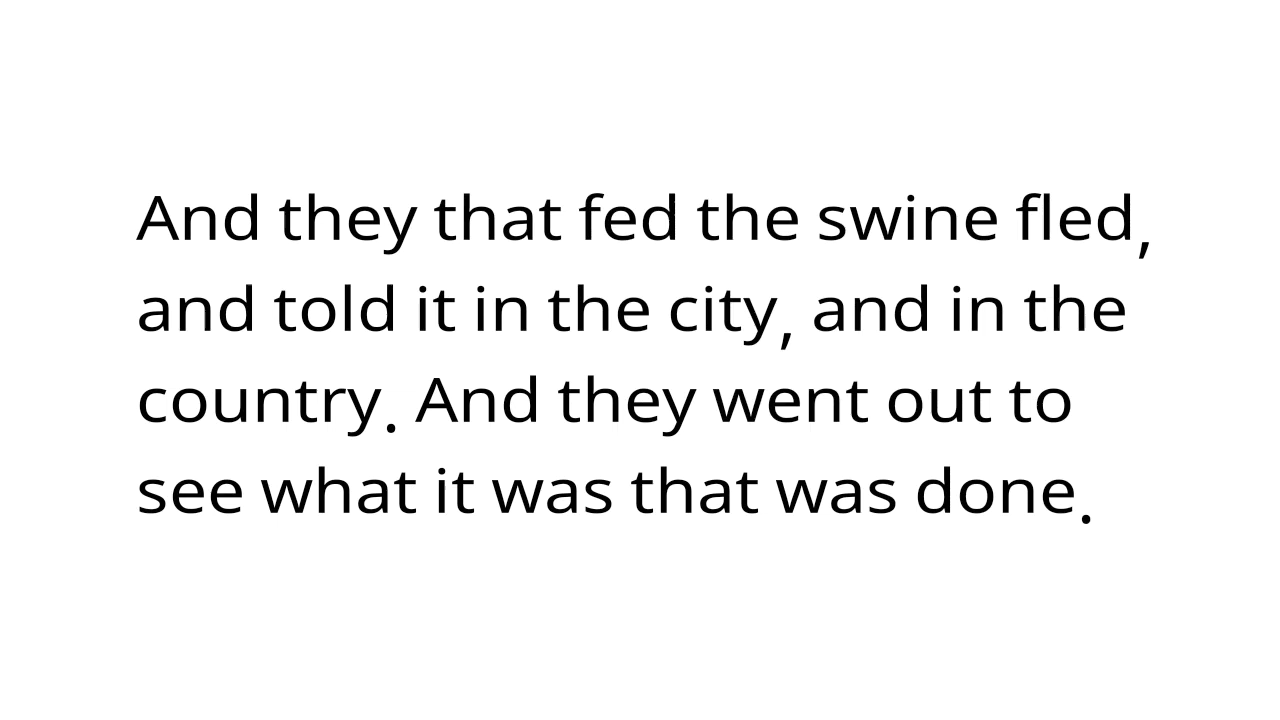 And they that fed the swine fled,
and told it in the city, and in the
country. And they went out to
see what it was that was done.